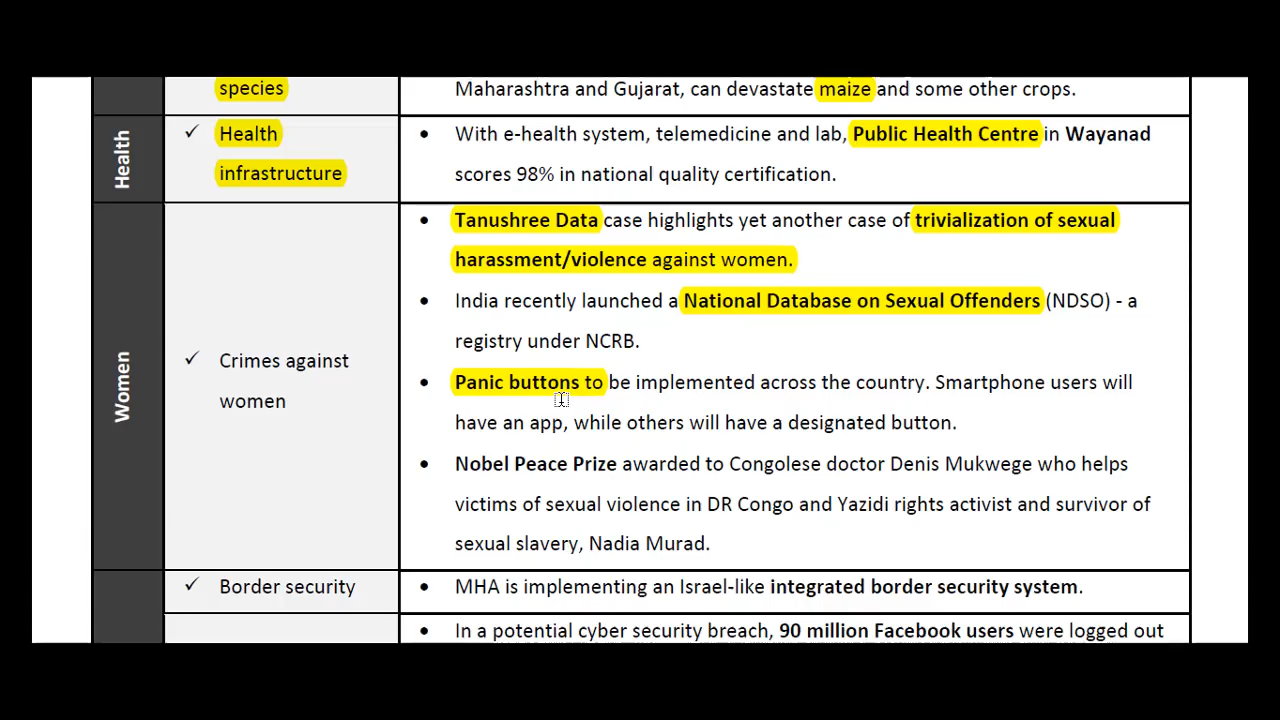 species
Maharashtra and Gujarat, can devastate maize and some other crops.
Health
✓ Health
infrastructure
• With e-health system, telemedicine and lab, Public Health Centre in Wayanad
scores 98% in national quality certification.
Women
✓ Crimes against
women
• Tanushree Data case highlights yet another case of trivialization of sexual
harassment/violence against women.
• India recently launched a National Database on Sexual Offenders (NDSO) - a
registry under NCRB.
• Panic buttons to be implemented across the country. Smartphone users will
have an app, while others will have a designated button.
• Nobel Peace Prize awarded to Congolese doctor Denis Mukwege who helps
victims of sexual violence in DR Congo and Yazidi rights activist and survivor of
sexual slavery, Nadia Murad.
✓ Border security
• MHA is implementing an Israel-like integrated border security system.
• In a potential cyber security breach, 90 million Facebook users were logged out